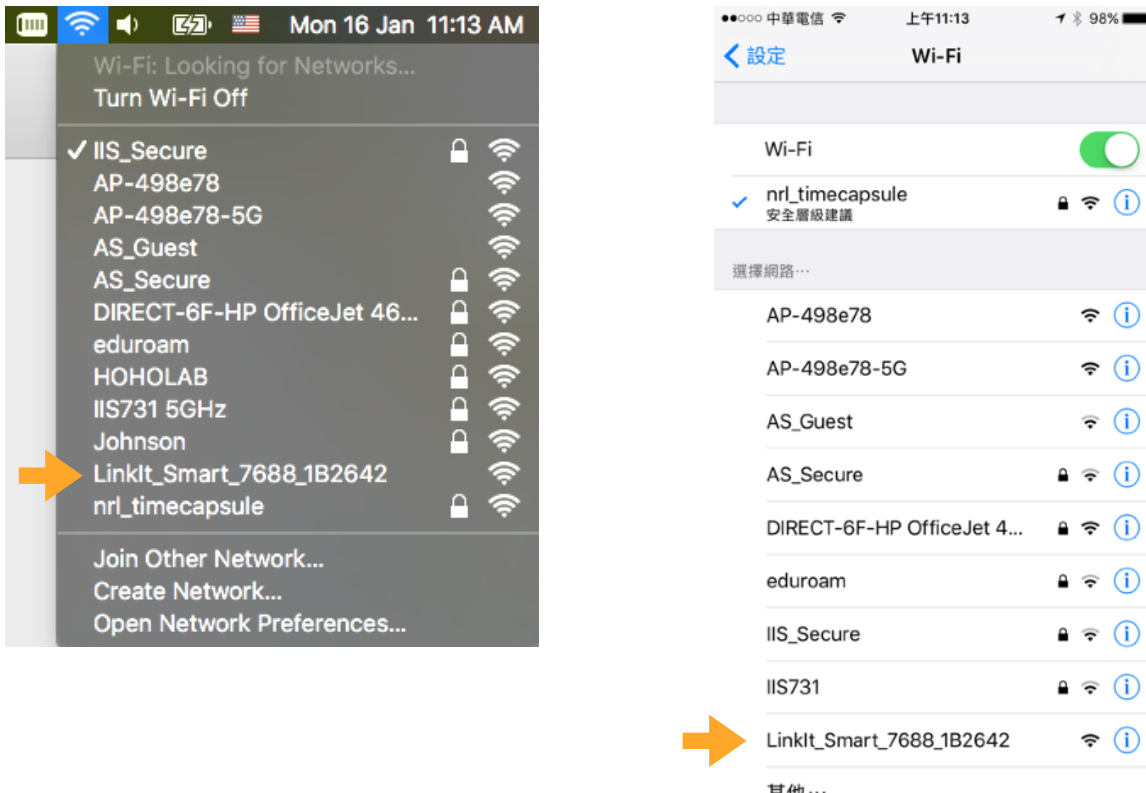 Mon 16 Jan 11:13 AM
Wi-Fi: Looking for Networks...
Turn Wi-Fi Off
IIS_Secure
AP-498e78
AP-498e78-5G
AS_Guest
AS_Secure
DIRECT-6F-HP OfficeJet 46...
eduroam
HOHOLAB
IIS731 5GHz
Johnson
LinkIt_Smart_7688_1B2642
nrl_timecapsule
Join Other Network...
Create Network...
Open Network Preferences...
中華電信 上午11:13 98%
設定 Wi-Fi
Wi-Fi
nrl_timecapsule
安全層級建議
選擇網路⋯
AP-498e78
AP-498e78-5G
AS_Guest
AS_Secure
DIRECT-6F-HP OfficeJet 4...
eduroam
IIS_Secure
IIS731
LinkIt_Smart_7688_1B2642
其他⋯